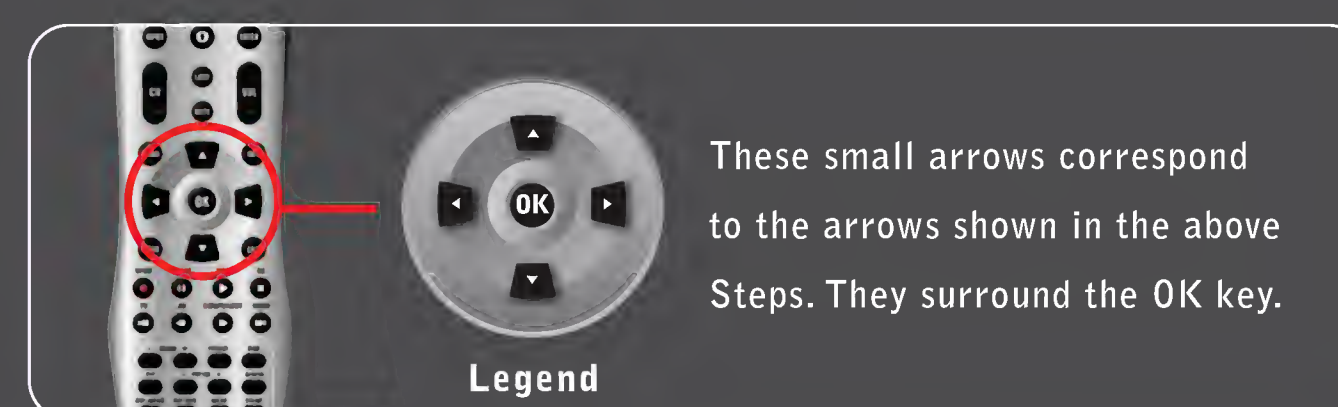 OK
OK
Legend
These small arrows correspond
to the arrows shown in the above
Steps. They surround the OK key.